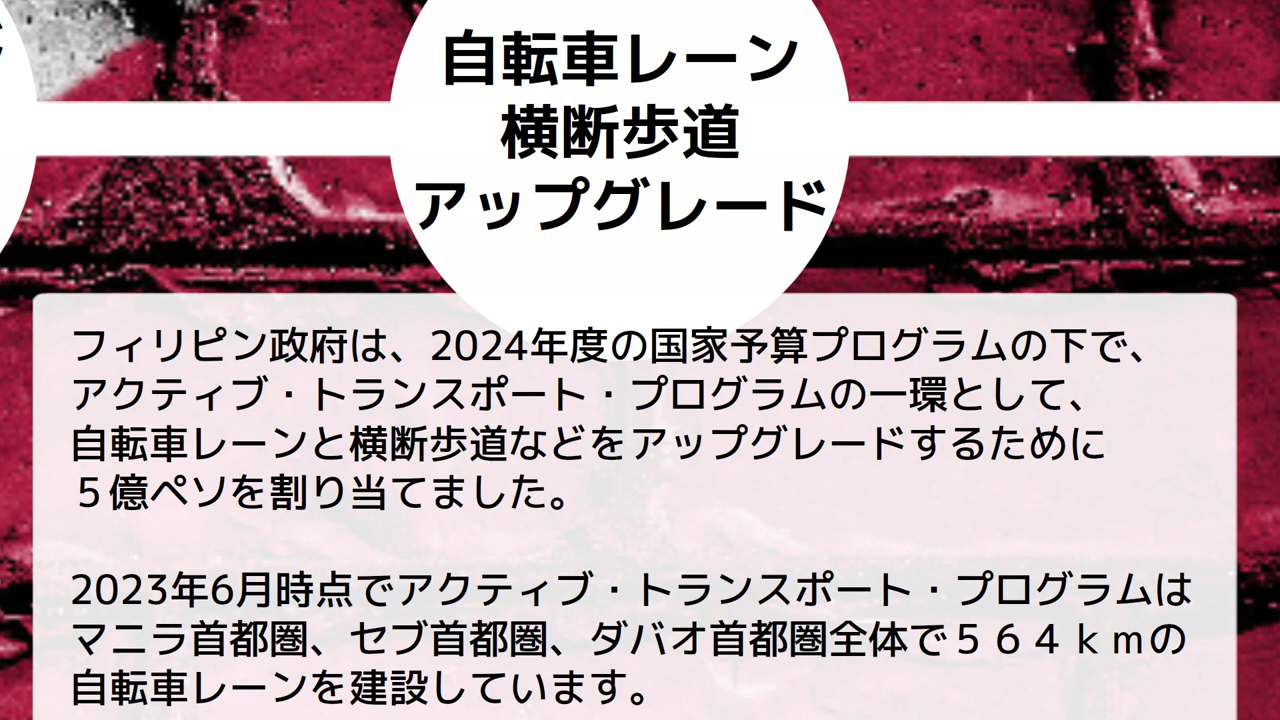 自転車レーン
横断歩道
アップグレード
フィリピン政府は、2024年度の国家予算プログラムの下で、
アクティブ・トランスポート・プログラムの一環として、
自転車レーンと横断歩道などをアップグレードするために
５億ペソを割り当てました。
2023年6月時点でアクティブ・トランスポート・プログラムは
マニラ首都圏、セブ首都圏、ダバオ首都圏全体で５６４ｋｍの
自転車レーンを建設しています。